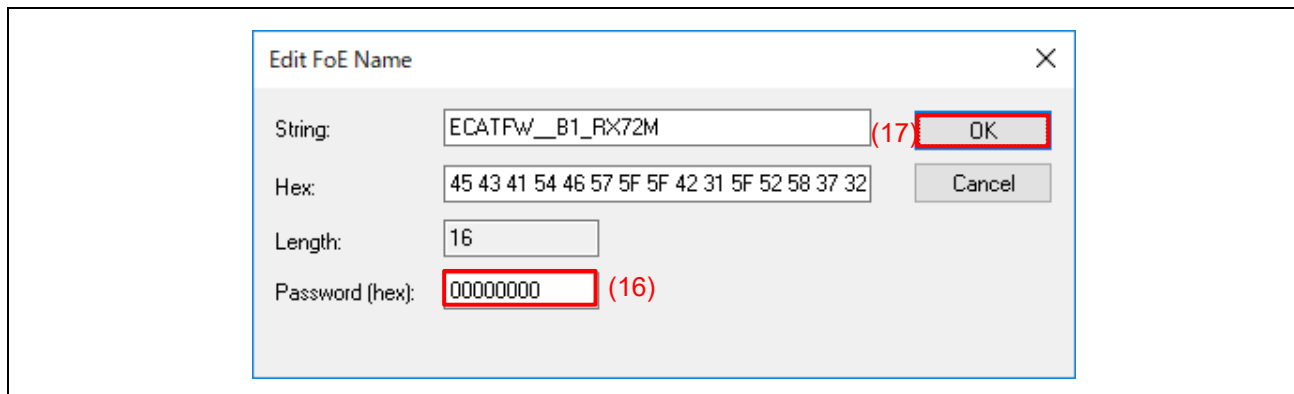 Edit FoE Name
String: ECATFW__B1_RX72M (17) OK
Hex: 45 43 41 54 46 57 5F 5F 42 31 5F 52 58 37 32 Cancel
Length: 16
Password (hex): 00000000 (16)